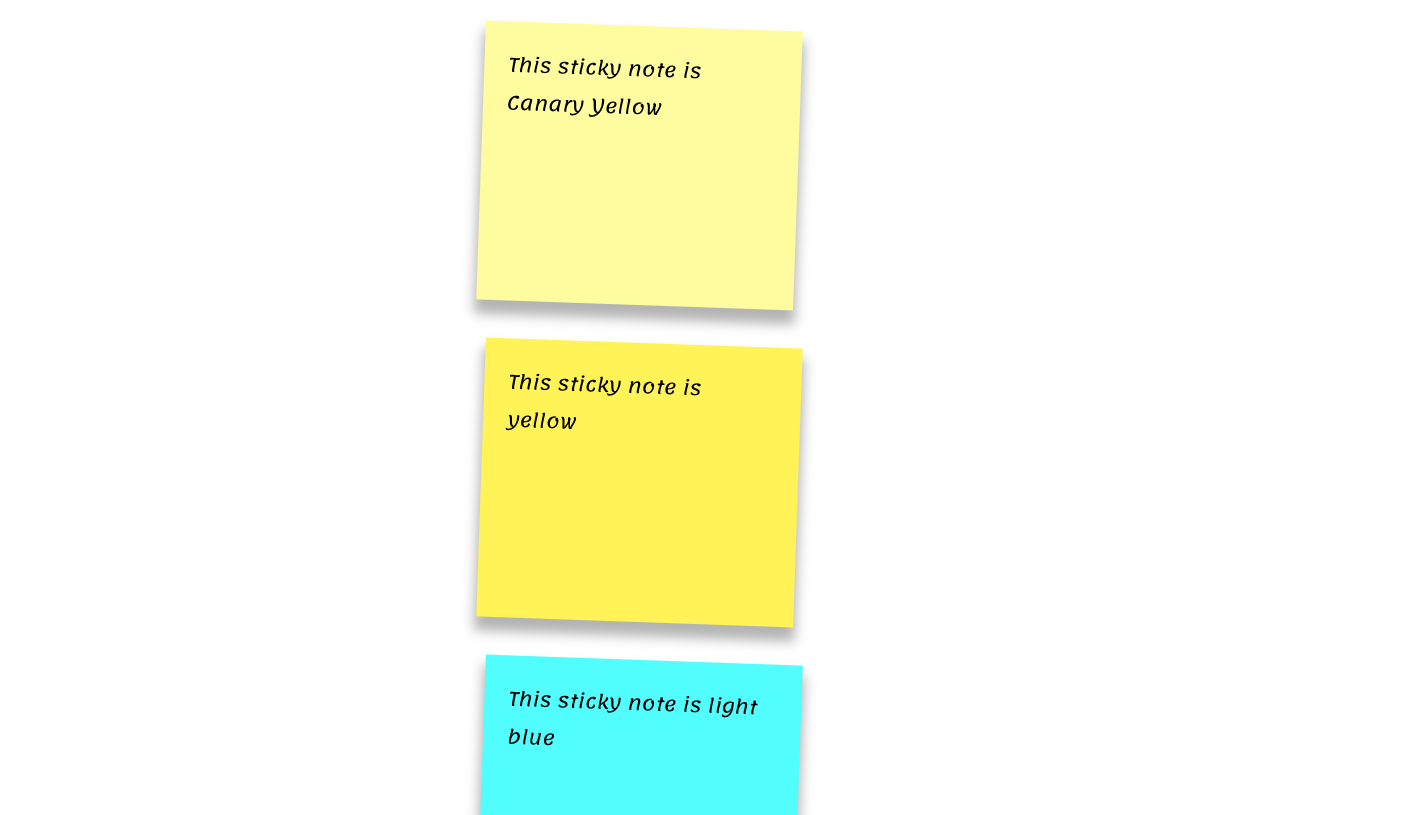 This sticky note is
Canary Yellow
This sticky note is
yellow
This sticky note is light
blue